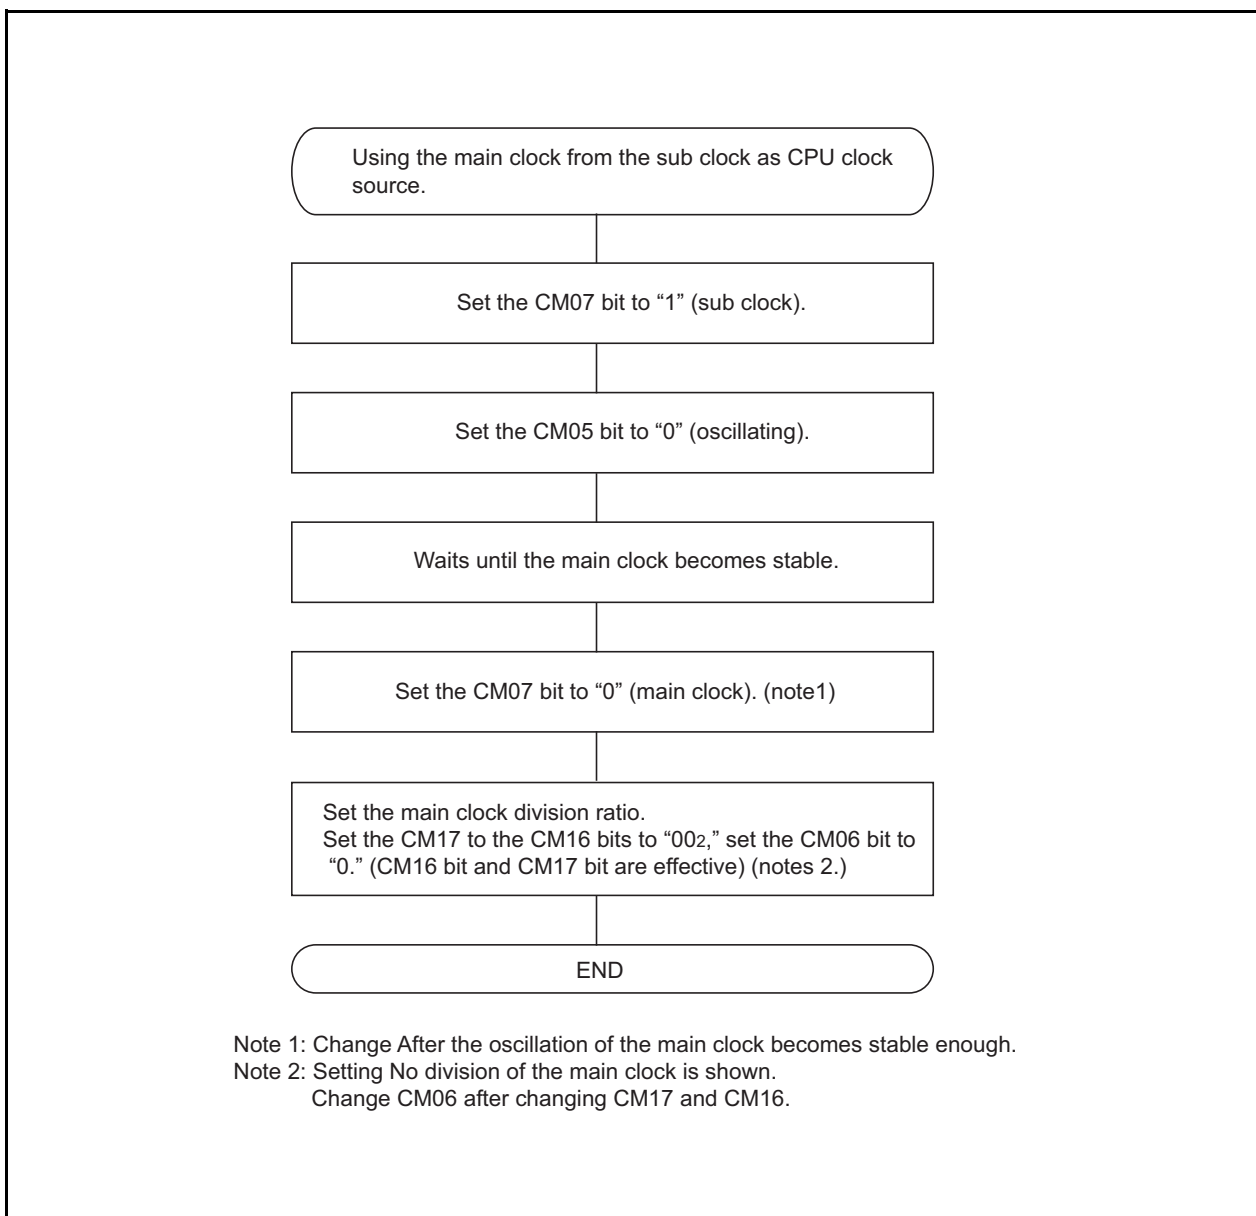 Using the main clock from the sub clock as CPU clock
source.
Set the CM07 bit to “1” (sub clock).
Set the CM05 bit to “0” (oscillating).
Waits until the main clock becomes stable.
Set the CM07 bit to “0” (main clock). (note1)
Set the main clock division ratio.
Set the CM17 to the CM16 bits to “002,” set the CM06 bit to
“0.” (CM16 bit and CM17 bit are effective) (notes 2.)
END
Note 1: Change After the oscillation of the main clock becomes stable enough.
Note 2: Setting No division of the main clock is shown.
Change CM06 after changing CM17 and CM16.